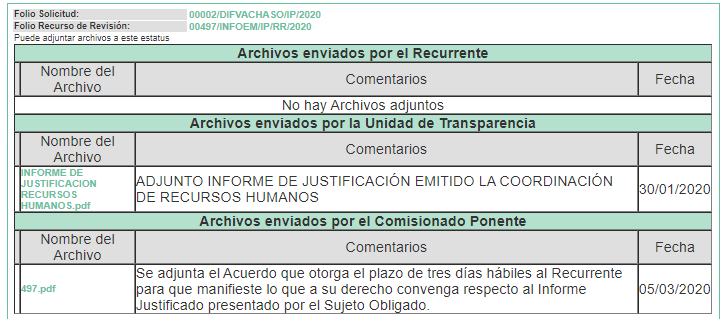 Folio Solicitud: 00002/DIFVACHASO/IP/2020
Folio Recurso de Revisión: 00497/INFOEM/IP/RR/2020
Puede adjuntar archivos a este estatus
Archivos enviados por el Recurrente
Nombre del Archivo Comentarios Fecha
No hay Archivos adjuntos
Archivos enviados por la Unidad de Transparencia
Nombre del Archivo Comentarios Fecha
INFORME DE
JUSTIFICACION
RECURSOS
HUMANOS.pdf
ADJUNTO INFORME DE JUSTIFICACIÓN EMITIDO LA COORDINACIÓN
DE RECURSOS HUMANOS
30/01/2020
Archivos enviados por el Comisionado Ponente
Nombre del Archivo Comentarios Fecha
497.pdf
Se adjunta el Acuerdo que otorga el plazo de tres días hábiles al Recurrente
para que manifieste lo que a su derecho convenga respecto al Informe
Justificado presentado por el Sujeto Obligado.
05/03/2020